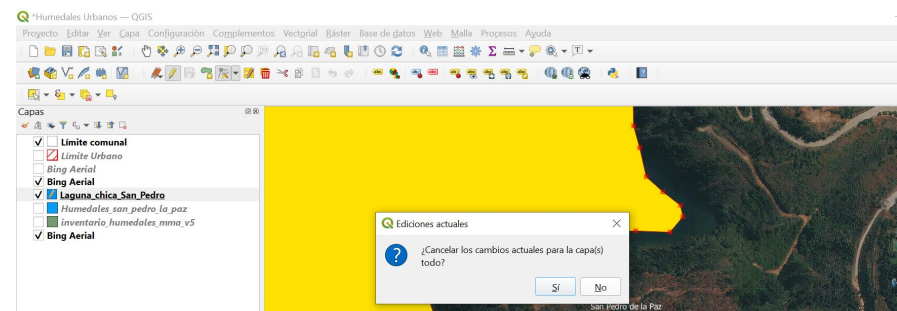 *Humedales Urbanos — QGIS
Proyecto Editar Ver Capa Configuración Complementos Vectorial Ráster Base de datos Web Malla Procesos Ayuda
Capas
Límite comunal
Límite Urbano
Bing Aerial
Bing Aerial
Laguna_chica_San_Pedro
Humedales_san_pedro_la_paz
inventario_humedales_mma_v5
Bing Aerial
Ediciones actuales
¿Cancelar los cambios actuales para la capa(s)
todo?
Sí No
San Pedro de la Paz